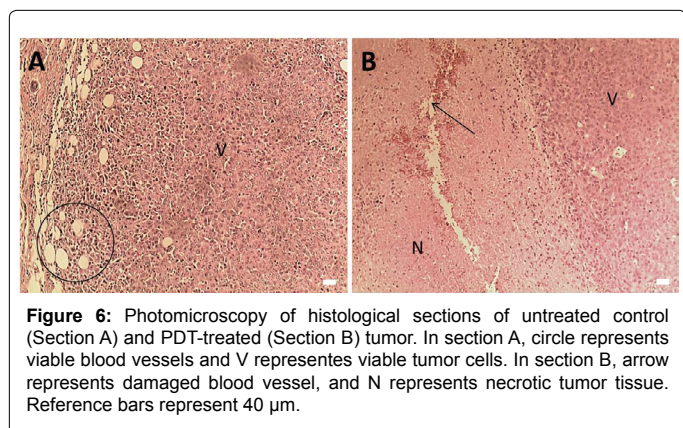 A
B
V
V
N
Figure 6: Photomicroscopy of histological sections of untreated control
(Section A) and PDT-treated (Section B) tumor. In section A, circle represents
viable blood vessels and V representes viable tumor cells. In section B, arrow
represents damaged blood vessel, and N represents necrotic tumor tissue.
Reference bars represent 40 µm.